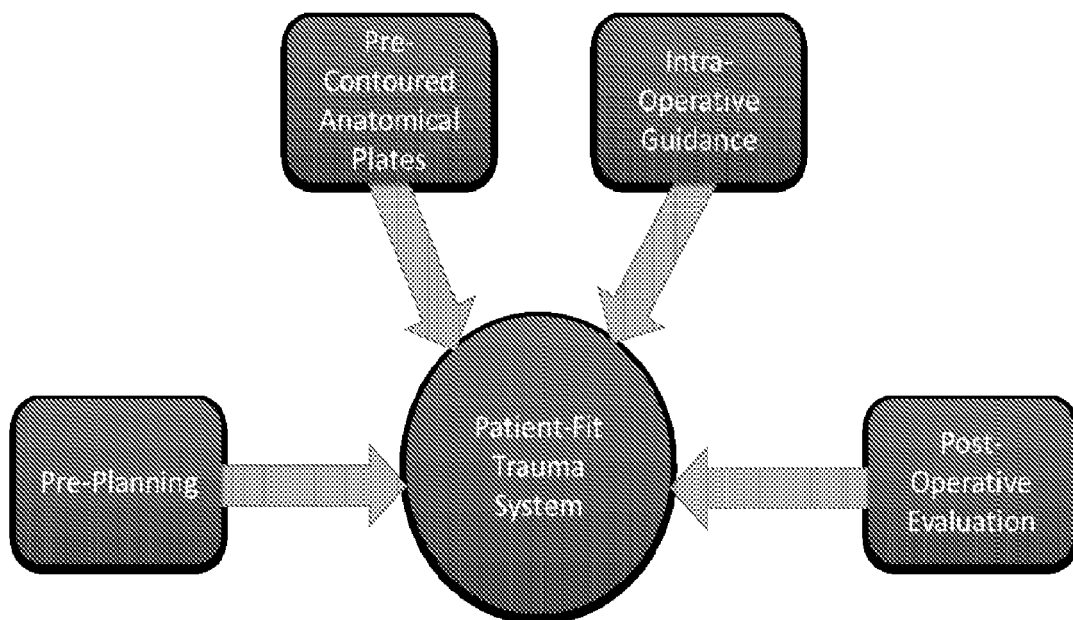 Pre-
Contoured
Anatomical
Plates
Intra-
Operative
Guidance
Pre-Planning
Patient-Fit
Trauma
System
Post-
Operative
Evaluation